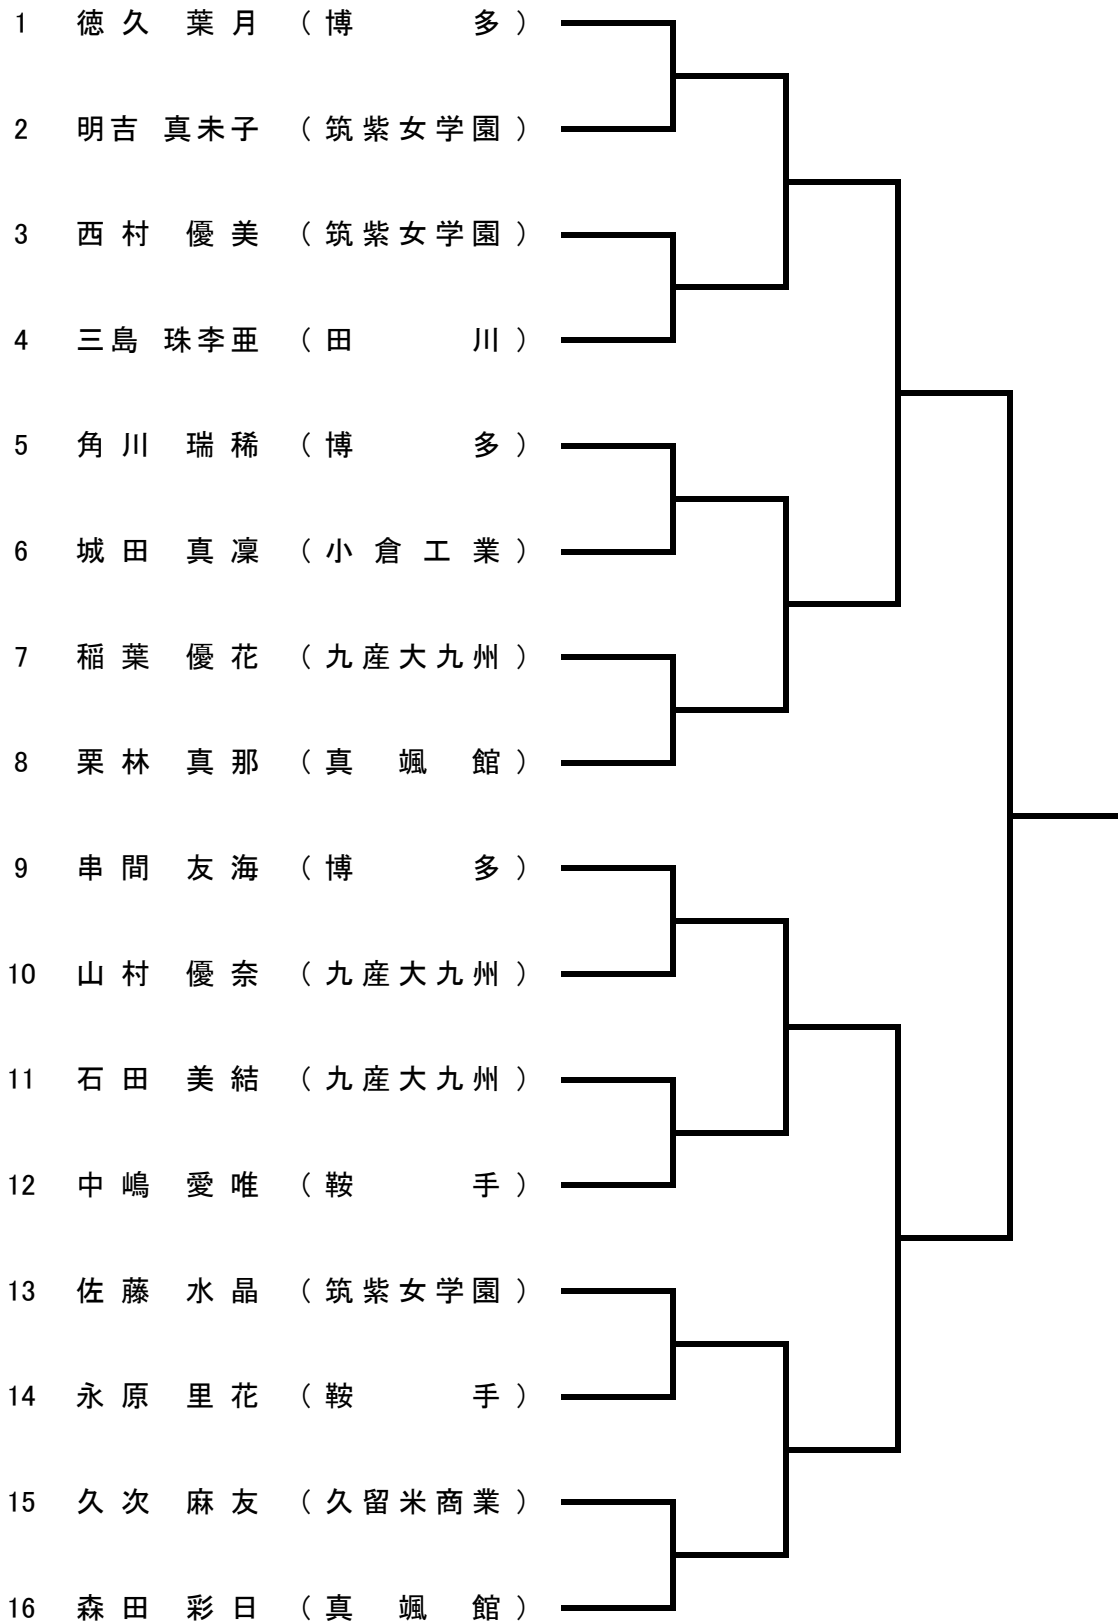 1 徳久 葉月 （博多）
2 明吉 真未子 （筑紫女学園）
3 西村 優美 （筑紫女学園）
4 三島 珠李亜 （田川）
5 角川 瑞稀 （博多）
6 城田 真凜 （小倉工業）
7 稲葉 優花 （九産大九州）
8 栗林 真那 （真颯館）
9 串間 友海 （博多）
10 山村 優奈 （九産大九州）
11 石田 美結 （九産大九州）
12 中嶋 愛唯 （鞍手）
13 佐藤 水晶 （筑紫女学園）
14 永原 里花 （鞍手）
15 久次 麻友 （久留米商業）
16 森田 彩日 （真颯館）